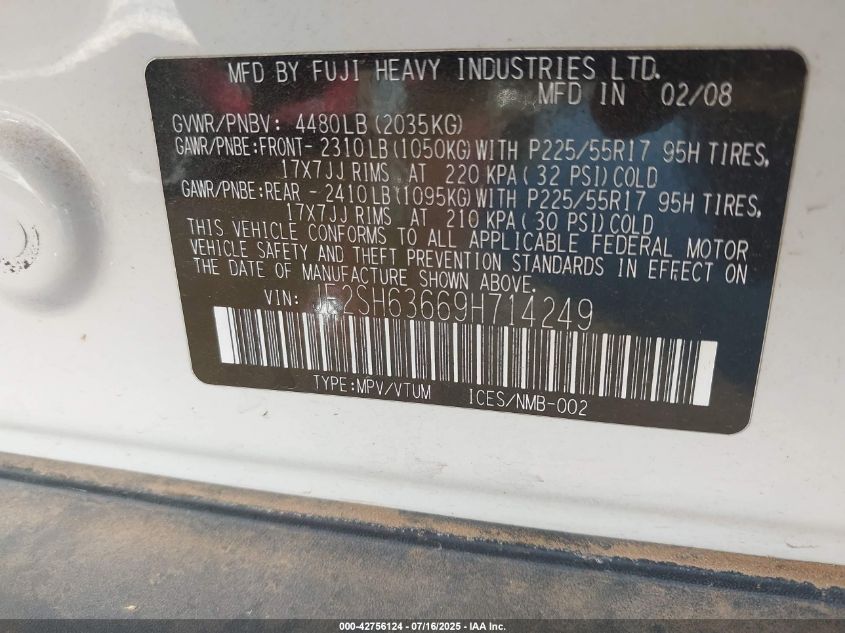 MFD BY FUJI HEAVY INDUSTRIES LTD.
MFD IN 02/08
GVWR/PNBV: 4480LB(2035KG)
GAWR/PNBE:FRONT- 2310LB(1050KG)WITH P225/55R17 95H TIRES,
17X7JJ RIMS AT 220 KPA(32 PSI)COLD
GAWR/PNBE:REAR - 2410LB(1095KG)WITH P225/55R17 95H TIRES,
17X7JJ RIMS AT 210 KPA(30 PSI)COLD
THIS VEHICLE CONFORMS TO ALL APPLICABLE FEDERAL MOTOR
VEHICLE SAFETY AND THEFT PREVENTION STANDARDS IN EFFECT ON
THE DATE OF MANUFACTURE SHOWN ABOVE.
VIN: JF2SH63669H714249
TYPE:MPV/VTUM ICES/NMB-002
000-42756124 - 07/16/2025 - IAA Inc.